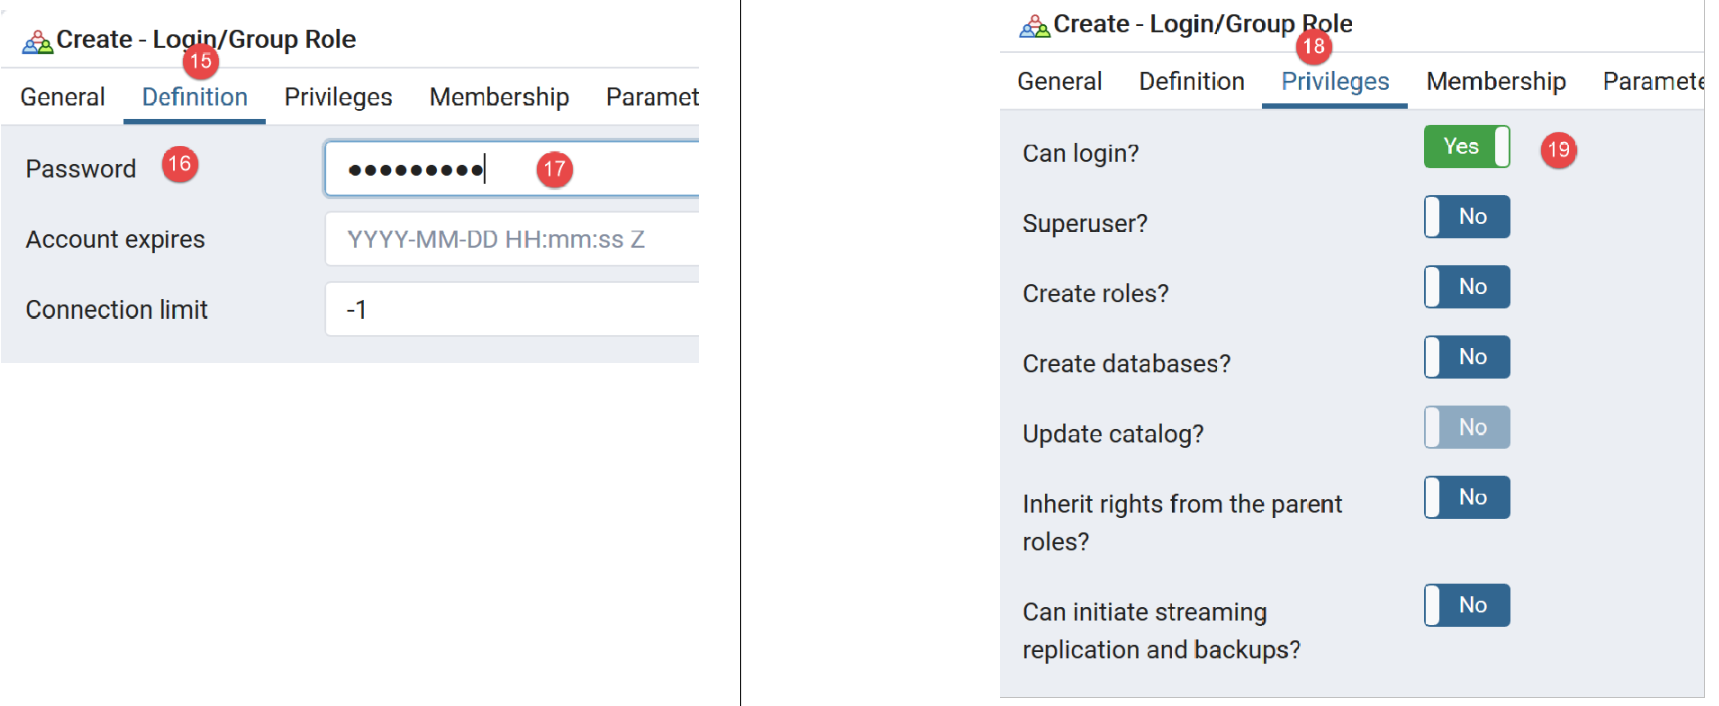 Create - Login/Group Role
15
General Definition Privileges Membership Paramet
Password 16 ●●●●●●●●● 17
Account expires YYYY-MM-DD HH:mm:ss Z
Connection limit -1
Create - Login/Group Role
18
General Definition Privileges Membership Paramete
Can login? Yes 19
Superuser? No
Create roles? No
Create databases? No
Update catalog? No
Inherit rights from the parent No
roles?
Can initiate streaming No
replication and backups?